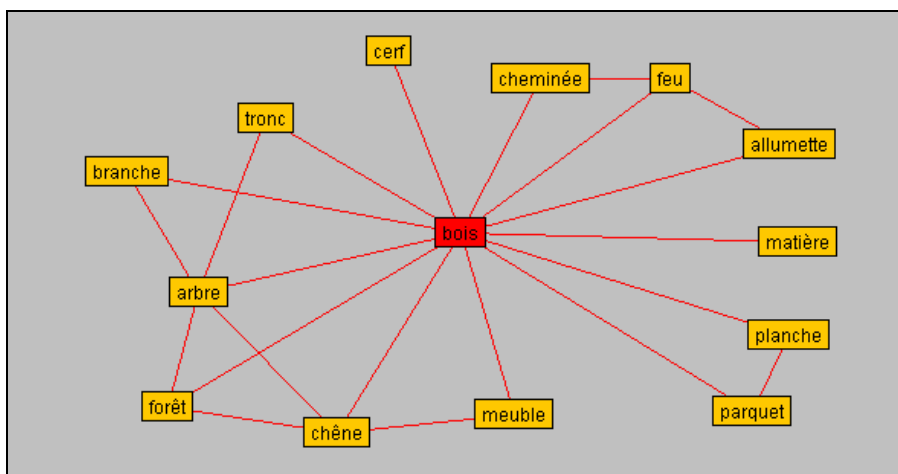 cerf
cheminée
feu
tronc
allumette
branche
bois
matière
arbre
planche
forêt
chêne
meuble
parquet